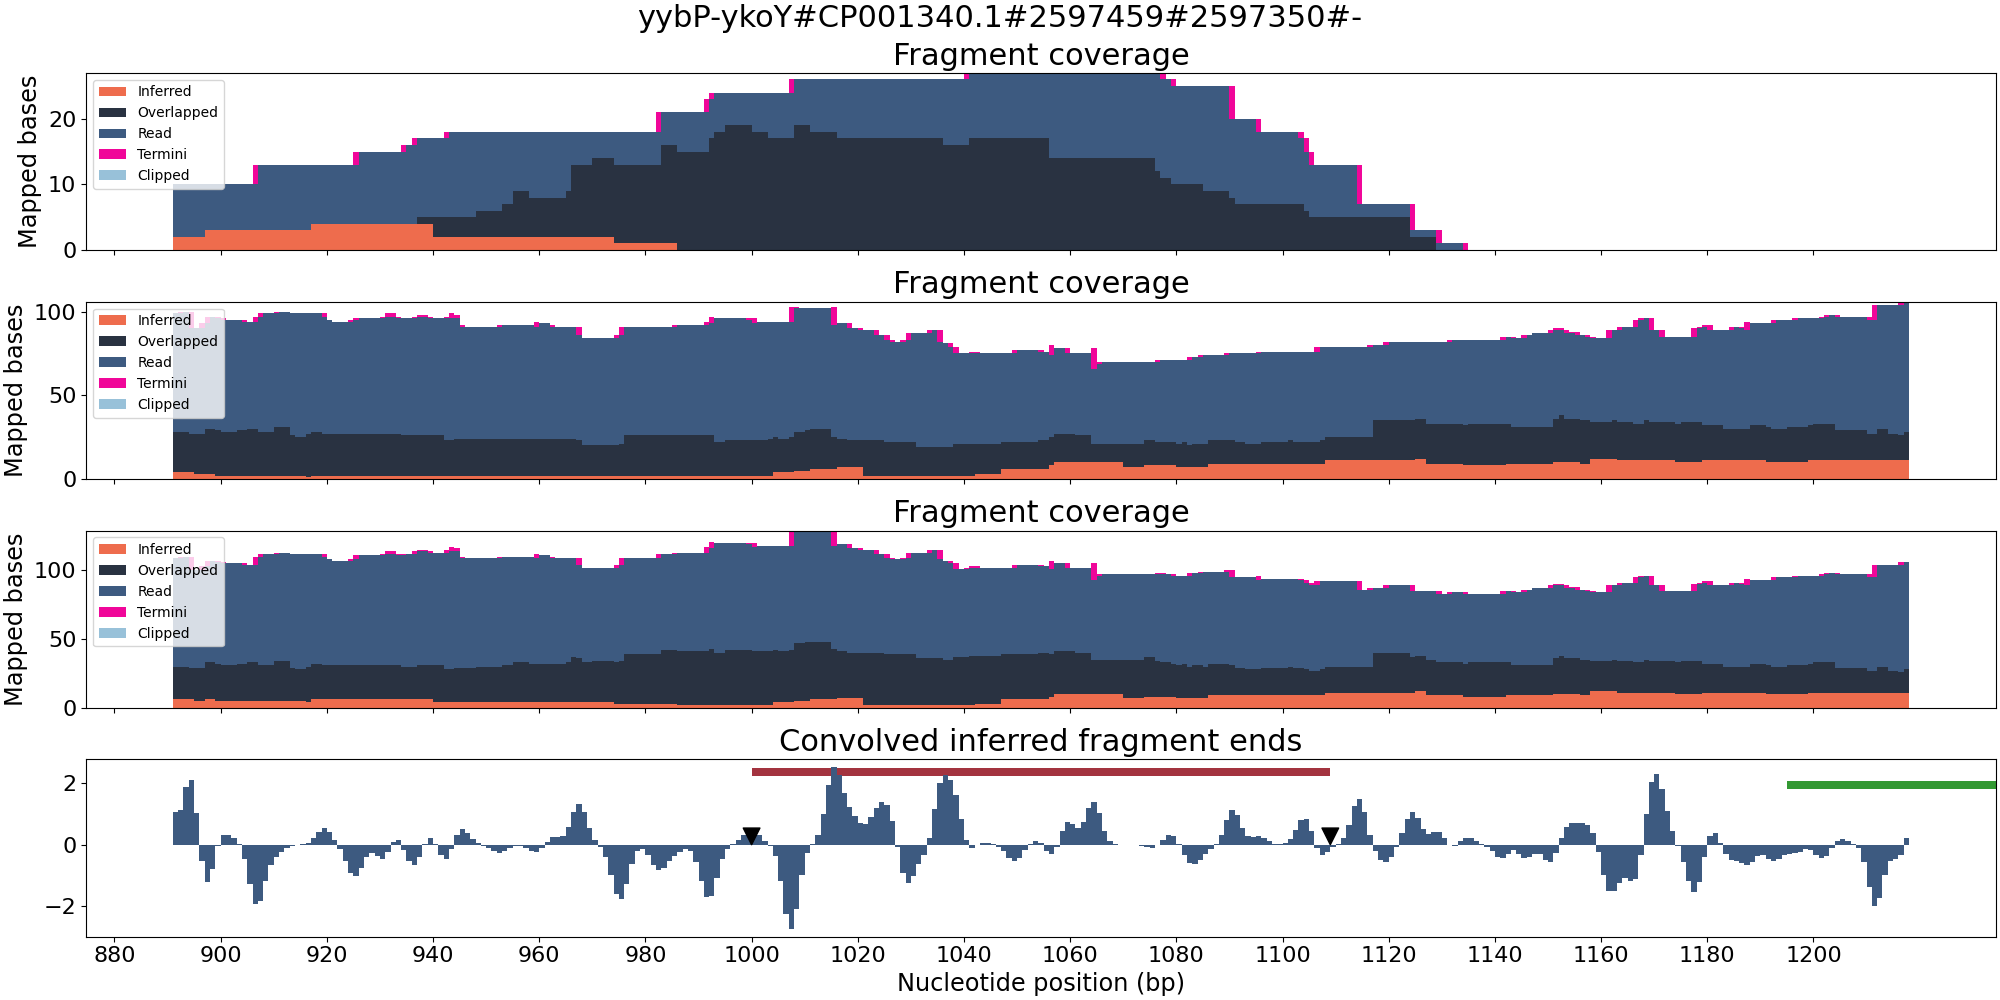 yybP-ykoY#CP001340.1#2597459#2597350#-
Fragment coverage
Mapped bases
20
10
0
Inferred
Overlapped
Read
Termini
Clipped
Fragment coverage
Mapped bases
100
50
0
Inferred
Overlapped
Read
Termini
Clipped
Fragment coverage
Mapped bases
100
50
0
Inferred
Overlapped
Read
Termini
Clipped
Convolved inferred fragment ends
2
0
−2
880 900 920 940 960 980 1000 1020 1040 1060 1080 1100 1120 1140 1160 1180 1200
Nucleotide position (bp)